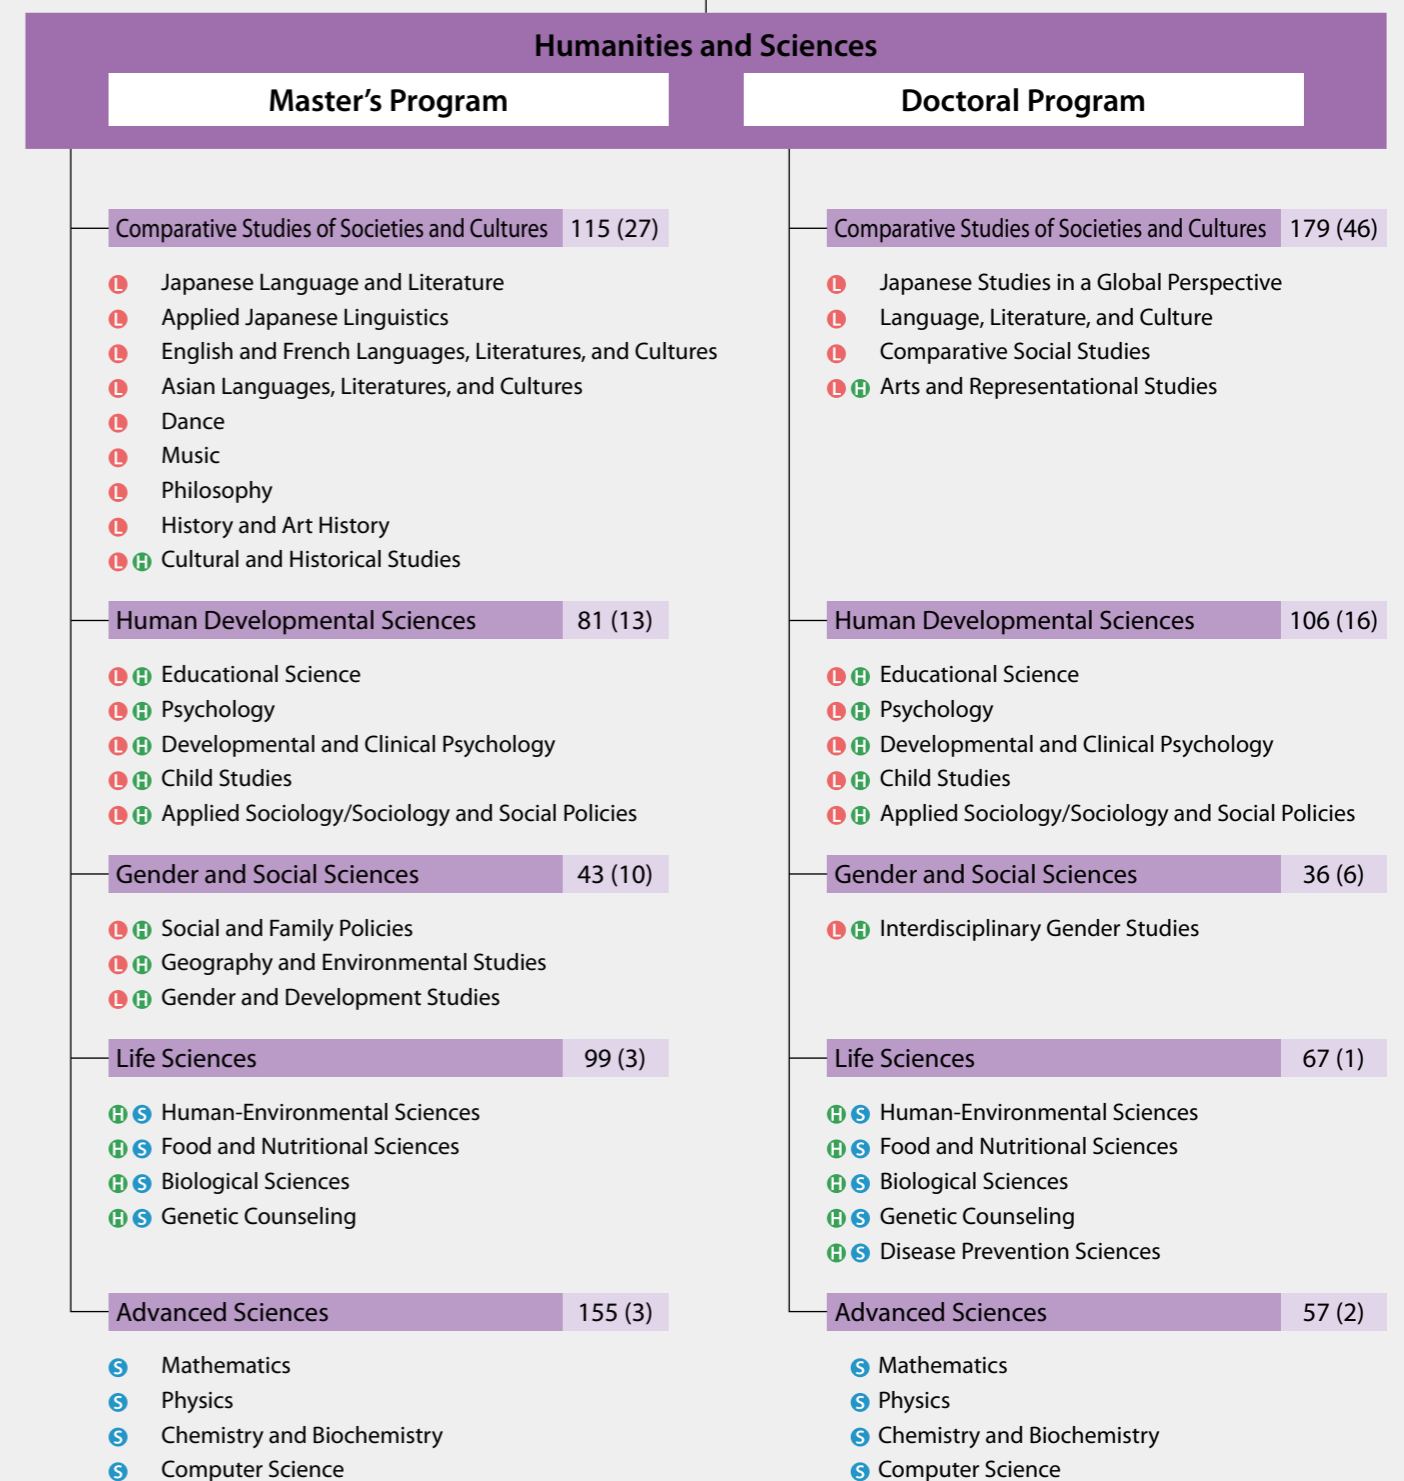 Humanities and Sciences
Master's Program
Comparative Studies of Societies and Cultures 115 (27)
L Japanese Language and Literature
L Applied Japanese Linguistics
L English and French Languages, Literatures, and Cultures
L Asian Languages, Literatures, and Cultures
L Dance
L Music
L Philosophy
L History and Art History
L H Cultural and Historical Studies
Human Developmental Sciences 81 (13)
L H Educational Science
L H Psychology
L H Developmental and Clinical Psychology
L H Child Studies
L H Applied Sociology/Sociology and Social Policies
Gender and Social Sciences 43 (10)
L H Social and Family Policies
L H Geography and Environmental Studies
L H Gender and Development Studies
Life Sciences 99 (3)
H S Human-Environmental Sciences
H S Food and Nutritional Sciences
H S Biological Sciences
H S Genetic Counseling
Advanced Sciences 155 (3)
S Mathematics
S Physics
S Chemistry and Biochemistry
S Computer Science
Doctoral Program
Comparative Studies of Societies and Cultures 179 (46)
L Japanese Studies in a Global Perspective
L Language, Literature, and Culture
L Comparative Social Studies
L H Arts and Representational Studies
Human Developmental Sciences 106 (16)
L H Educational Science
L H Psychology
L H Developmental and Clinical Psychology
L H Child Studies
L H Applied Sociology/Sociology and Social Policies
Gender and Social Sciences 36 (6)
L H Interdisciplinary Gender Studies
Life Sciences 67 (1)
H S Human-Environmental Sciences
H S Food and Nutritional Sciences
H S Biological Sciences
H S Genetic Counseling
H S Disease Prevention Sciences
Advanced Sciences 57 (2)
S Mathematics
S Physics
S Chemistry and Biochemistry
S Computer Science